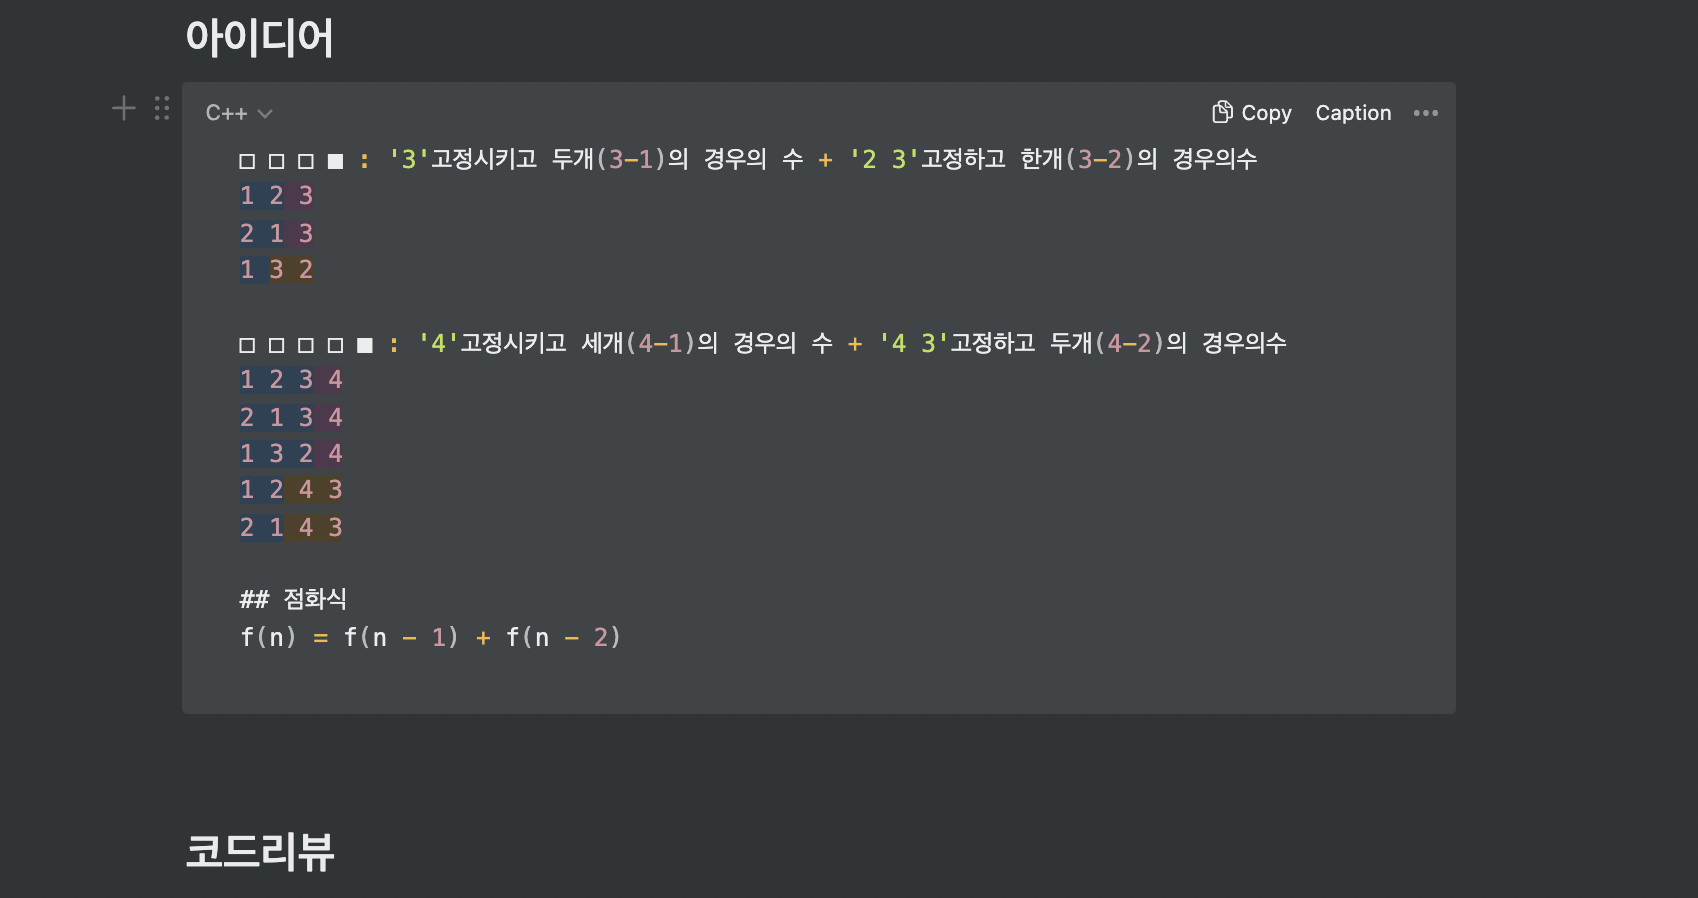 아이디어
C++
Copy Caption
□ □ □ ■ : '3'고정시키고 두개(3-1)의 경우의 수 + '2 3'고정하고 한개(3-2)의 경우의수
1 2 3
2 1 3
1 3 2
□ □ □ □ ■ : '4'고정시키고 세개(4-1)의 경우의 수 + '4 3'고정하고 두개(4-2)의 경우의수
1 2 3 4
2 1 3 4
1 3 2 4
1 2 4 3
2 1 4 3
## 점화식
f(n) = f(n - 1) + f(n - 2)
코드리뷰